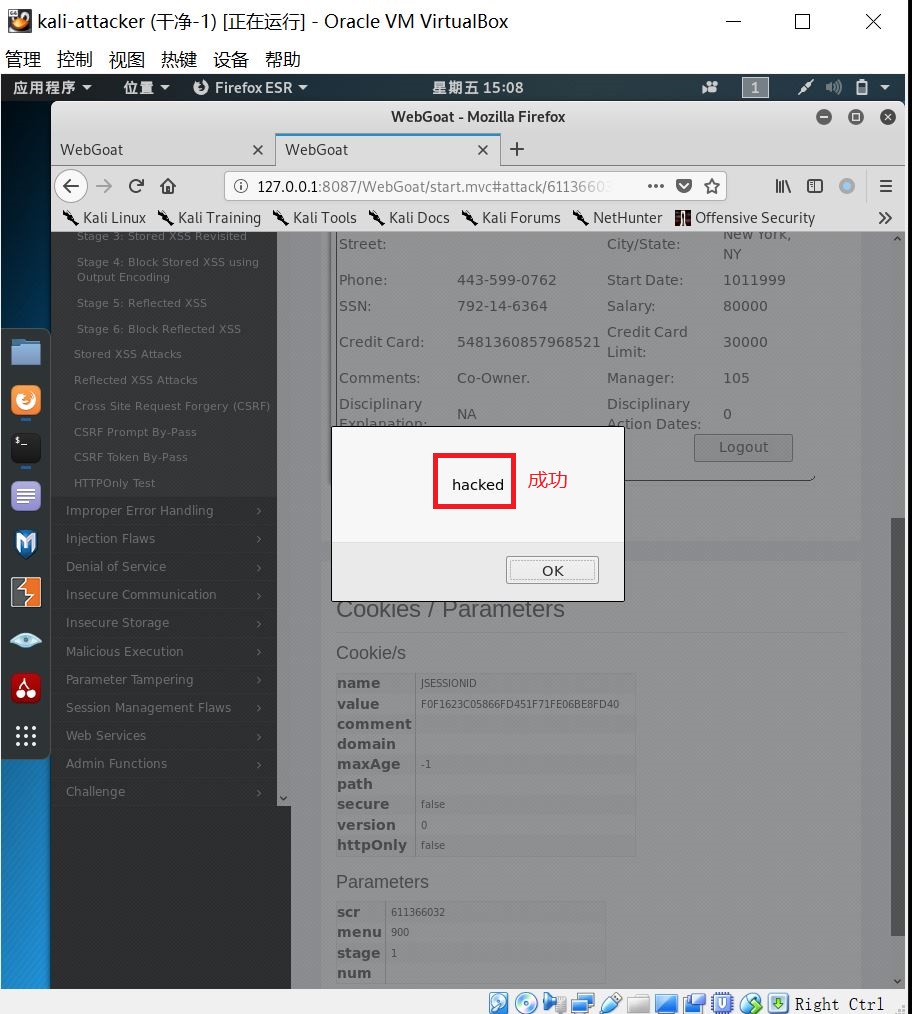 kali-attacker (干净-1) [正在运行] - Oracle VM VirtualBox
管理 控制 视图 热键 设备 帮助
应用程序 位置 Firefox ESR 星期五 15:08 1
WebGoat - Mozilla Firefox
WebGoat WebGoat
127.0.0.1:8087/WebGoat/start.mvc#attack/61136603
Kali Linux Kali Training Kali Tools Kali Docs Kali Forums NetHunter Offensive Security
Stage 3: Stored XSS Revisited
Stage 4: Block Stored XSS using
Output Encoding
Stage 5: Reflected XSS
Stage 6: Block Reflected XSS
Stored XSS Attacks
Reflected XSS Attacks
Cross Site Request Forgery (CSRF)
CSRF Prompt By-Pass
CSRF Token By-Pass
HTTPOnly Test
Improper Error Handling
Injection Flaws
Denial of Service
Insecure Communication
Insecure Storage
Malicious Execution
Parameter Tampering
Session Management Flaws
Web Services
Admin Functions
Challenge
Street: City/State: New York,
NY
Phone: 443-599-0762 Start Date: 1011999
SSN: 792-14-6364 Salary: 80000
Credit Card: 5481360857968521 Credit Card
Limit: 30000
Comments: Co-Owner. Manager: 105
Disciplinary
Explanation: NA Disciplinary
Action Dates: 0
Logout
hacked 成功
OK
Cookies / Parameters
Cookie/s
name JSESSIONID
value F0F1623C05866FD451F71FE06BE8FD40
comment
domain
maxAge -1
path
secure false
version 0
httpOnly false
Parameters
scr 611366032
menu 900
stage 1
num
Right Ctrl